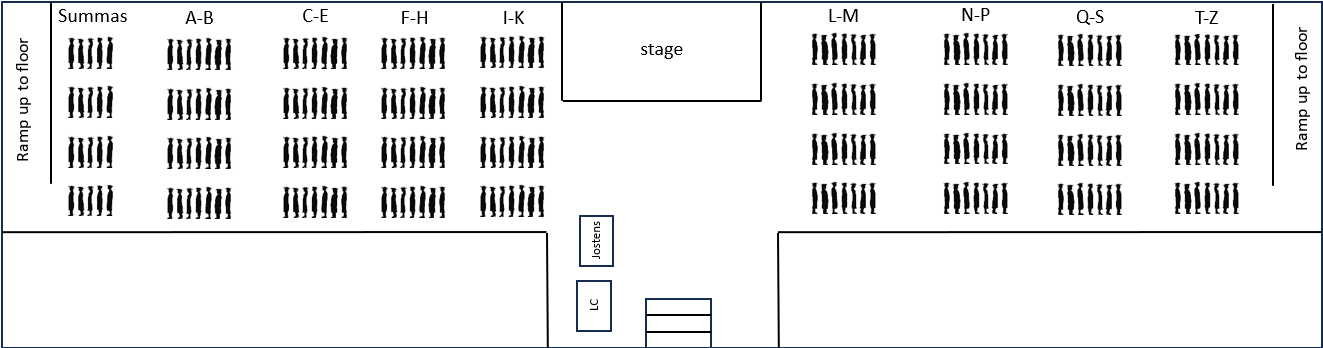 Summas
A-B
C-E
F-H
I-K
L-M
N-P
Q-S
T-Z
Ramp up to floor
stage
Ramp up to floor
Jostens
LC